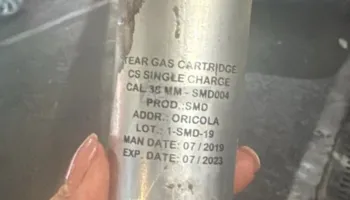 TEAR GAS CARTRIDGE
CS SINGLE CHARGE
CAL. 38 MM - SMD004
PROD.:SMD
ADDR.: ORICOLA
LOT.: 1-SMD-19
MAN DATE: 07/2019
EXP. DATE: 07/2023